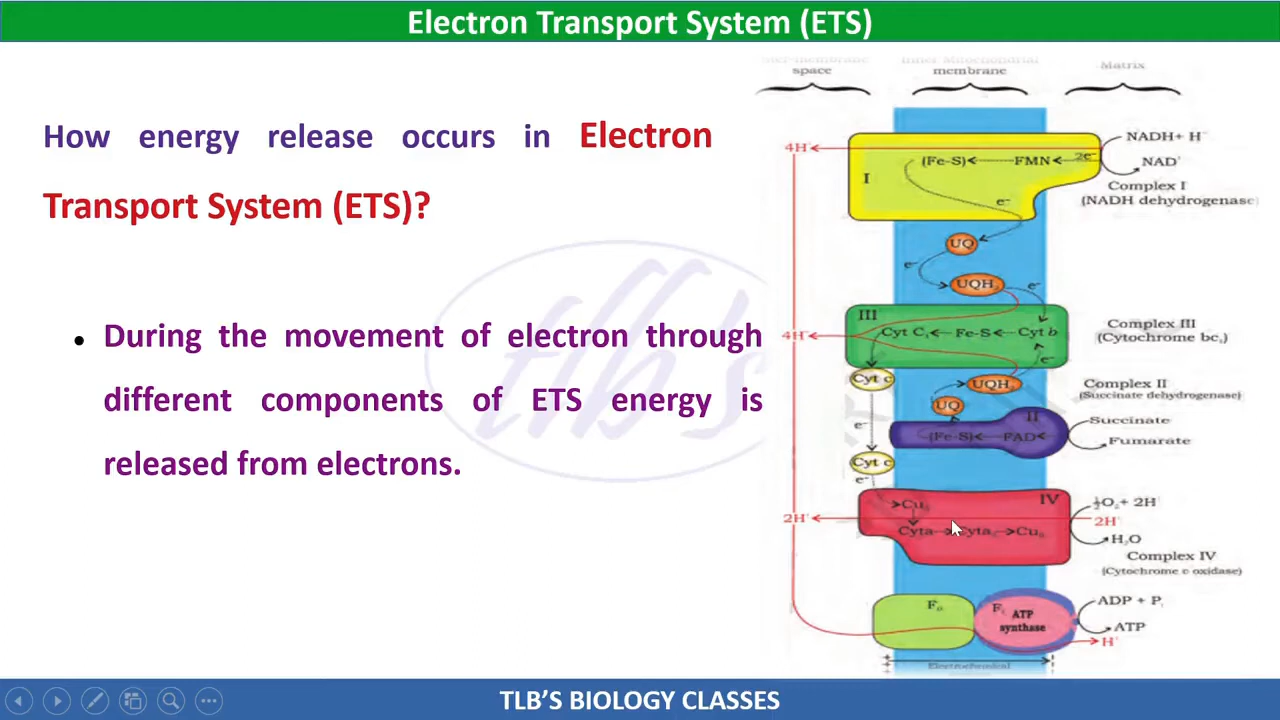 Electron Transport System (ETS)
How energy release occurs in Electron
Transport System (ETS)?
• During the movement of electron through
different components of ETS energy is
released from electrons.
tlb's
space
membrane
Matrix
4H⁺
I
(Fe-S)
FMN
2e⁻
NADH+ H⁺
NAD⁺
Complex I
(NADH dehydrogenase)
e⁻
UQ
e⁻
UQH₂
e⁻
4H⁺
III
Cyt C₁
Fe-S
Cyt b
Complex III
(Cytochrome bc₁)
Cyt c
e⁻
UQH₂
Complex II
(Succinate dehydrogenase)
UQ
II
(Fe-S)
FAD
Succinate
Fumarate
e⁻
Cyt c
e⁻
IV
2H⁺
Cyta
½O₂+ 2H⁺
2H⁺
H₂O
Complex IV
(Cytochrome c oxidase)
F₀
F₁
ATP
synthase
ADP + Pᵢ
ATP
H⁺
Electrochemical
TLB'S BIOLOGY CLASSES